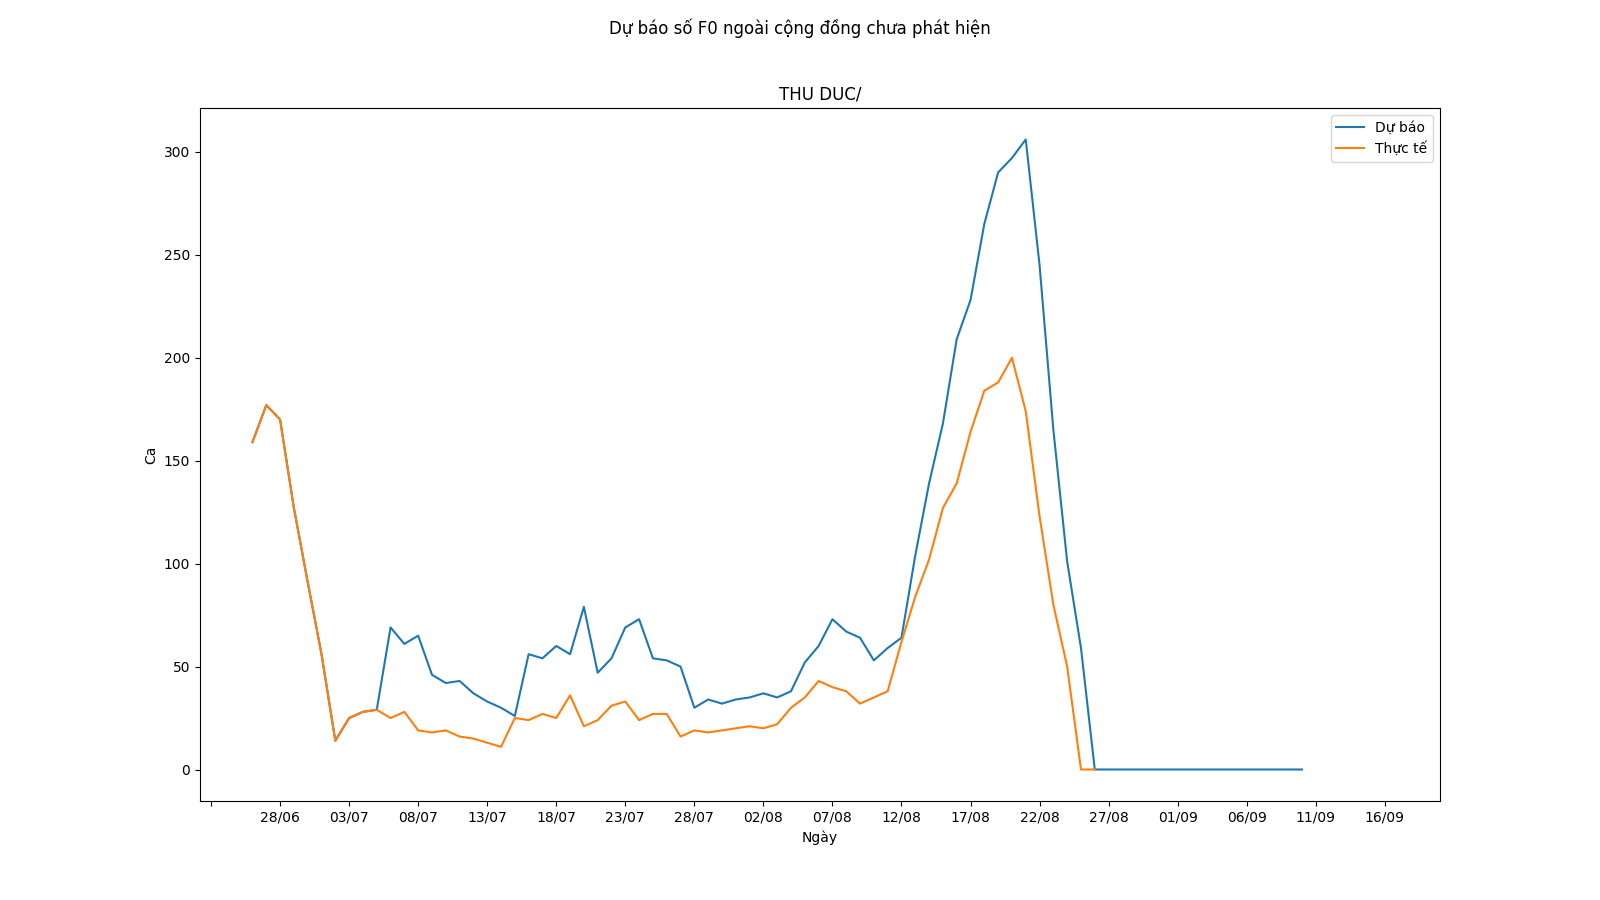 Dự báo số F0 ngoài cộng đồng chưa phát hiện
THU DUC/
Dự báo
Thực tế
300
250
200
150
100
50
0
Ca
28/06 03/07 08/07 13/07 18/07 23/07 28/07 02/08 07/08 12/08 17/08 22/08 27/08 01/09 06/09 11/09 16/09
Ngày